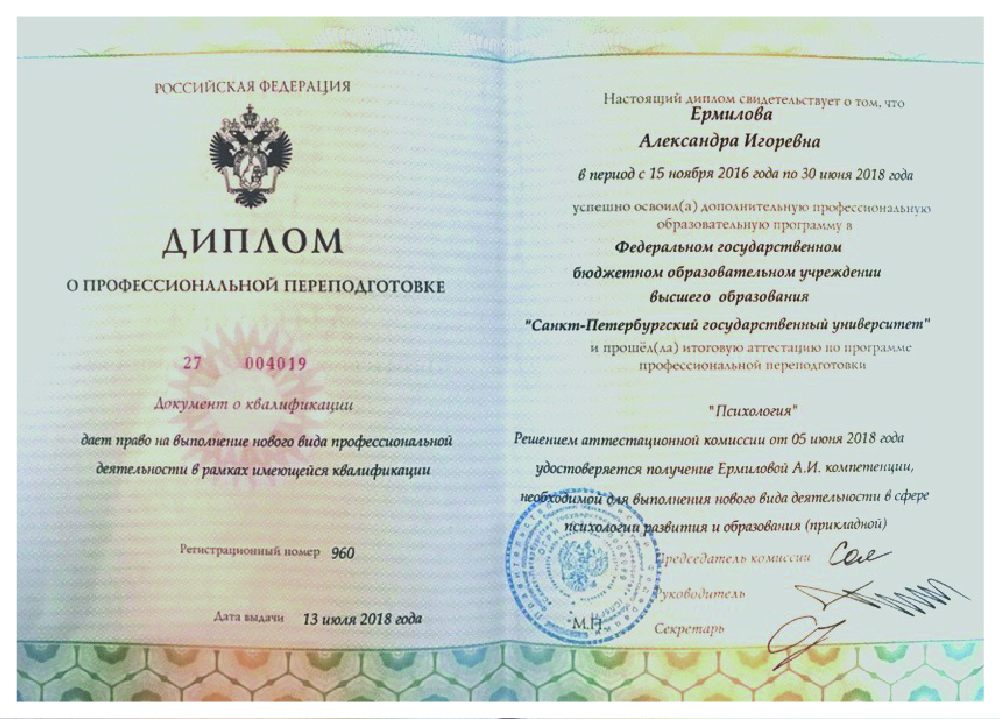 РОССИЙСКАЯ ФЕДЕРАЦИЯ
ДИПЛОМ
О ПРОФЕССИОНАЛЬНОЙ ПЕРЕПОДГОТОВКЕ
27 004019
Документ о квалификации
дает право на выполнение нового вида профессиональной
деятельности в рамках имеющейся квалификации
Регистрационный номер 960
Дата выдачи 13 июля 2018 года
Настоящий диплом свидетельствует о том, что
Ермилова
Александра Игоревна
в период с 15 ноября 2016 года по 30 июня 2018 года
успешно освоил(а) дополнительную профессиональную
образовательную программу в
Федеральном государственном
бюджетном образовательном учреждении
высшего образования
"Санкт-Петербургский государственный университет"
и прошёл(ла) итоговую аттестацию по программе
профессиональной переподготовки
"Психология"
Решением аттестационной комиссии от 05 июня 2018 года
удостоверяется получение Ермиловой А.И. компетенции,
необходимой для выполнения нового вида деятельности в сфере
психологии развития и образования (прикладной)
Председатель комиссии
Руководитель
М.П.
Секретарь